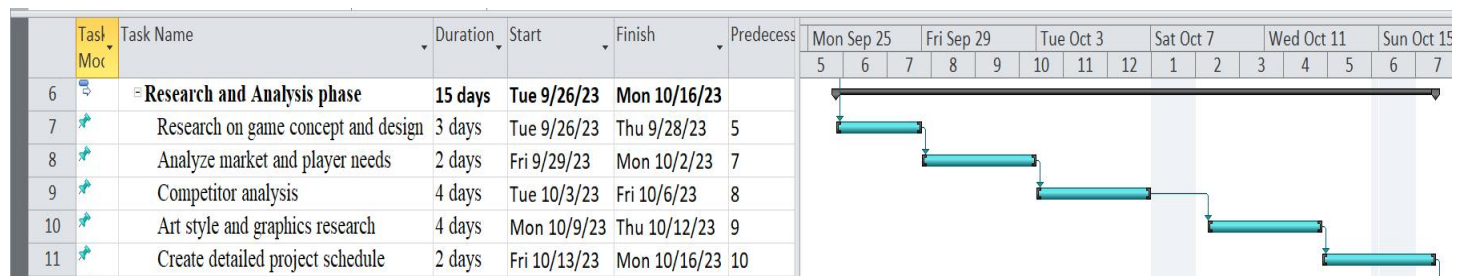 Task Mod Task Name Duration Start Finish Predecess
Mon Sep 25 Fri Sep 29 Tue Oct 3 Sat Oct 7 Wed Oct 11 Sun Oct 15
5 6 7 8 9 10 11 12 1 2 3 4 5 6 7
6 Research and Analysis phase 15 days Tue 9/26/23 Mon 10/16/23
7 Research on game concept and design 3 days Tue 9/26/23 Thu 9/28/23 5
8 Analyze market and player needs 2 days Fri 9/29/23 Mon 10/2/23 7
9 Competitor analysis 4 days Tue 10/3/23 Fri 10/6/23 8
10 Art style and graphics research 4 days Mon 10/9/23 Thu 10/12/23 9
11 Create detailed project schedule 2 days Fri 10/13/23 Mon 10/16/23 10